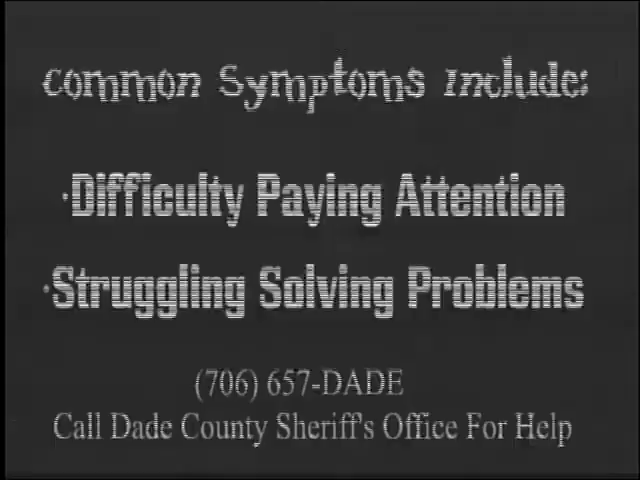 Common Symptoms Include:
·Difficulty Paying Attention
·Struggling Solving Problems
(706) 657-DADE
Call Dade County Sheriff's Office For Help